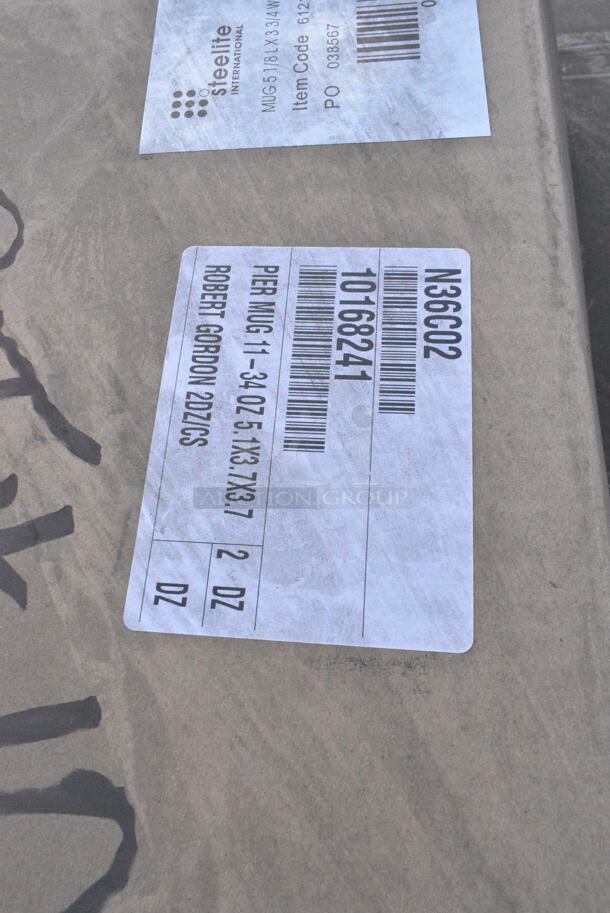 steelite
INTERNATIONAL
MUG 5 1/8 L X 3 3/4 W
Item Code 612
PO 038567
N36C02
10168241
PIER MUG 11-34 OZ 5.1X3.7X3.7
ROBERT GORDON 2DZ/CS
2 DZ
DZ
AUCTION GROUP